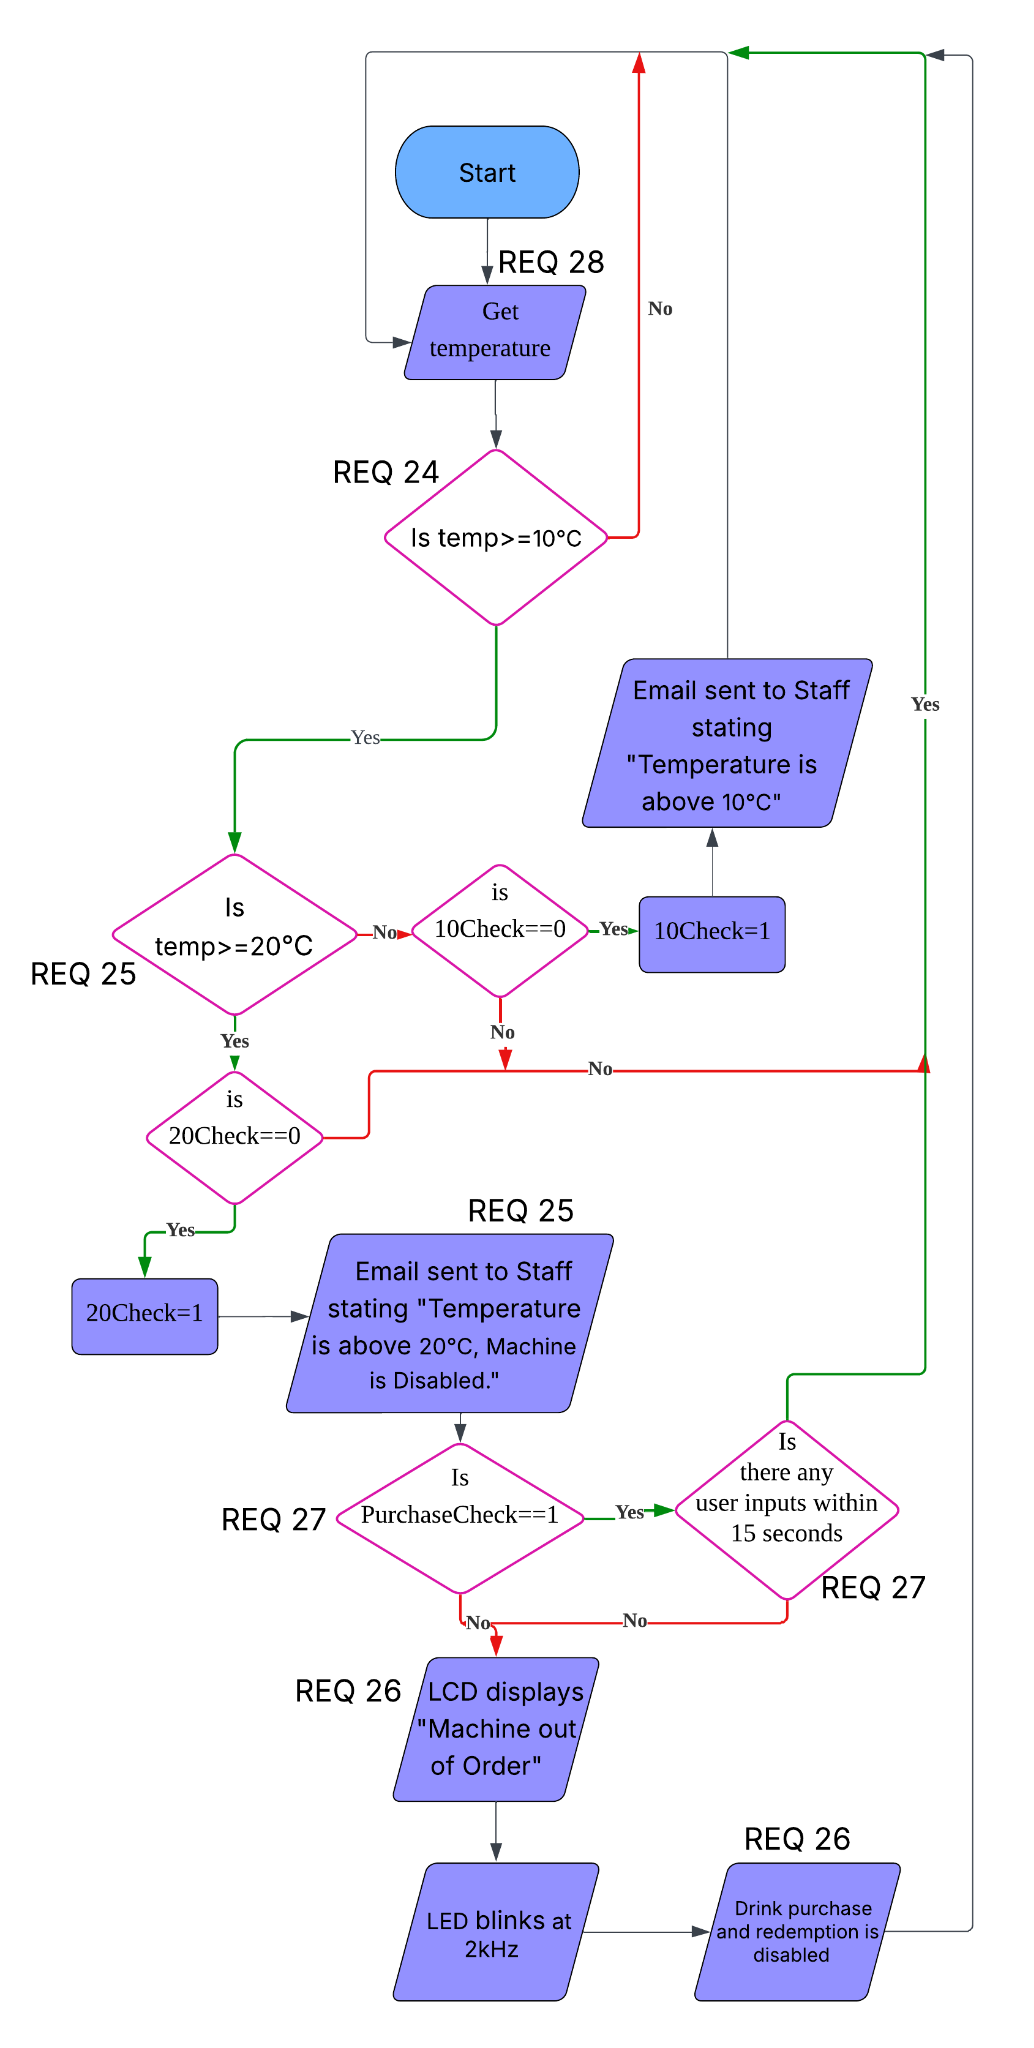 Start
REQ 28
Get
temperature
No
REQ 24
Is temp>=10°C
Yes
Email sent to Staff
stating
"Temperature is
above 10°C"
Yes
Is
temp>=20°C
REQ 25
No
is
10Check==0
Yes
10Check=1
No
Yes
No
is
20Check==0
Yes
REQ 25
20Check=1
Email sent to Staff
stating "Temperature
is above 20°C, Machine
is Disabled."
REQ 27
Is
PurchaseCheck==1
Yes
Is
there any
user inputs within
15 seconds
REQ 27
No
No
REQ 26
LCD displays
"Machine out
of Order"
REQ 26
LED blinks at
2kHz
Drink purchase
and redemption is
disabled